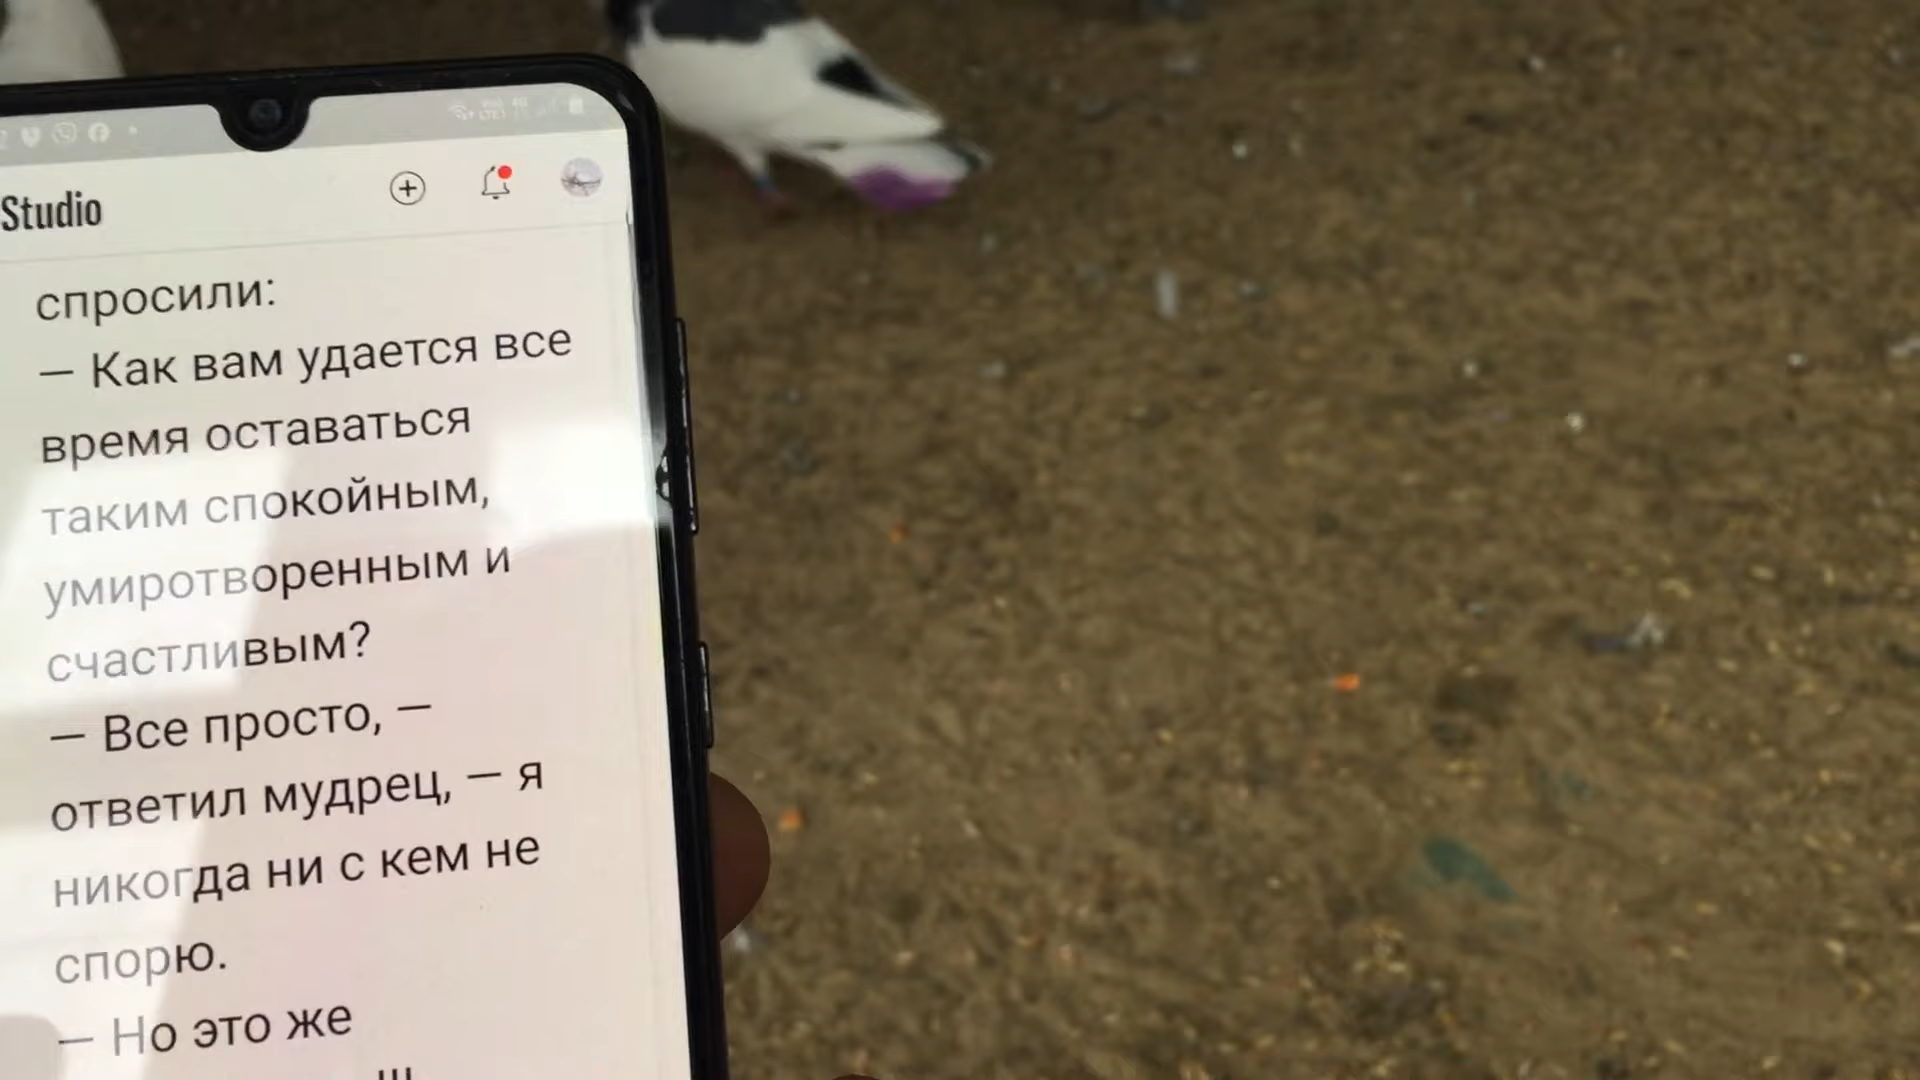 Studio
спросили:
— Как вам удается все
время оставаться
таким спокойным,
умиротворенным и
счастливым?
— Все просто, —
ответил мудрец, — я
никогда ни с кем не
спорю.
— Но это же